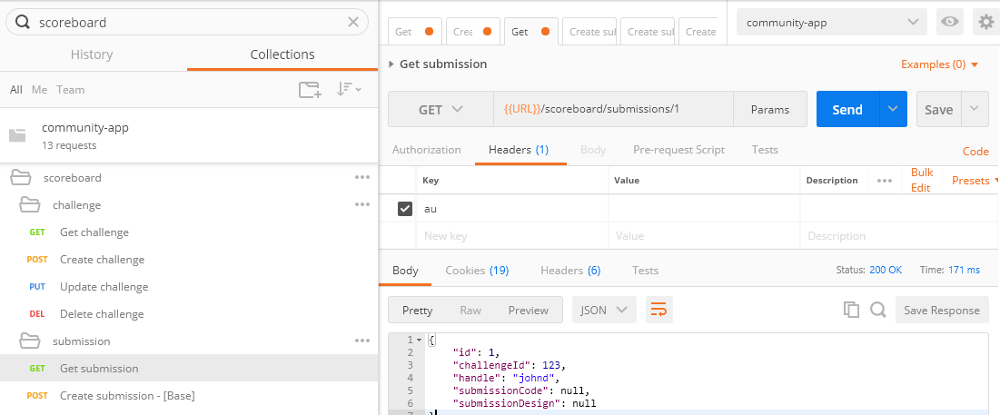 scoreboard
History Collections
All Me Team
community-app
13 requests
scoreboard
challenge
GET Get challenge
POST Create challenge
PUT Update challenge
DEL Delete challenge
submission
GET Get submission
POST Create submission - [Base]
Get Crea Get Create sul Create sul Create
community-app
Get submission Examples (0)
GET {{URL}}/scoreboard/submissions/1 Params Send Save
Authorization Headers (1) Body Pre-request Script Tests Code
Key Value Description Bulk Edit Presets
au
New key Value Description
Body Cookies (19) Headers (6) Tests Status: 200 OK Time: 171 ms
Pretty Raw Preview JSON Save Response
1 {
2 "id": 1,
3 "challengeId": 123,
4 "handle": "johnd",
5 "submissionCode": null,
6 "submissionDesign": null
7 }